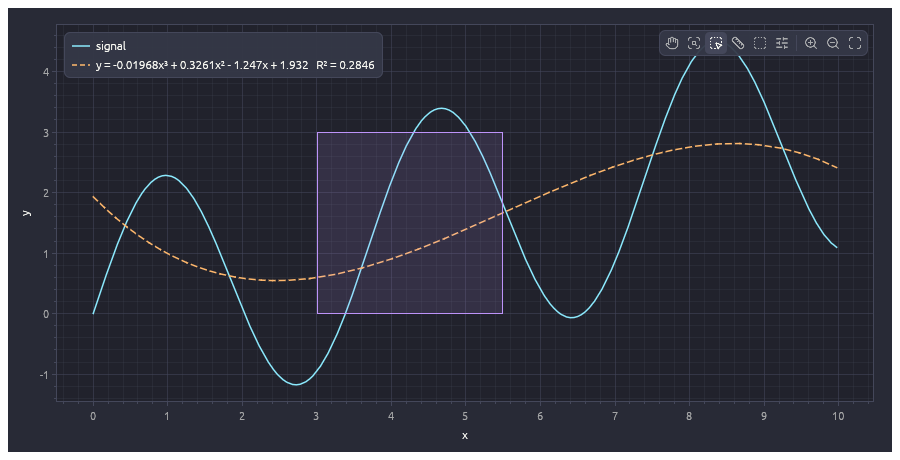 signal
y = -0.01968x³ + 0.3261x² - 1.247x + 1.932 R² = 0.2846
4
3
2
1
0
-1
y
0 1 2 3 4 5 6 7 8 9 10
x